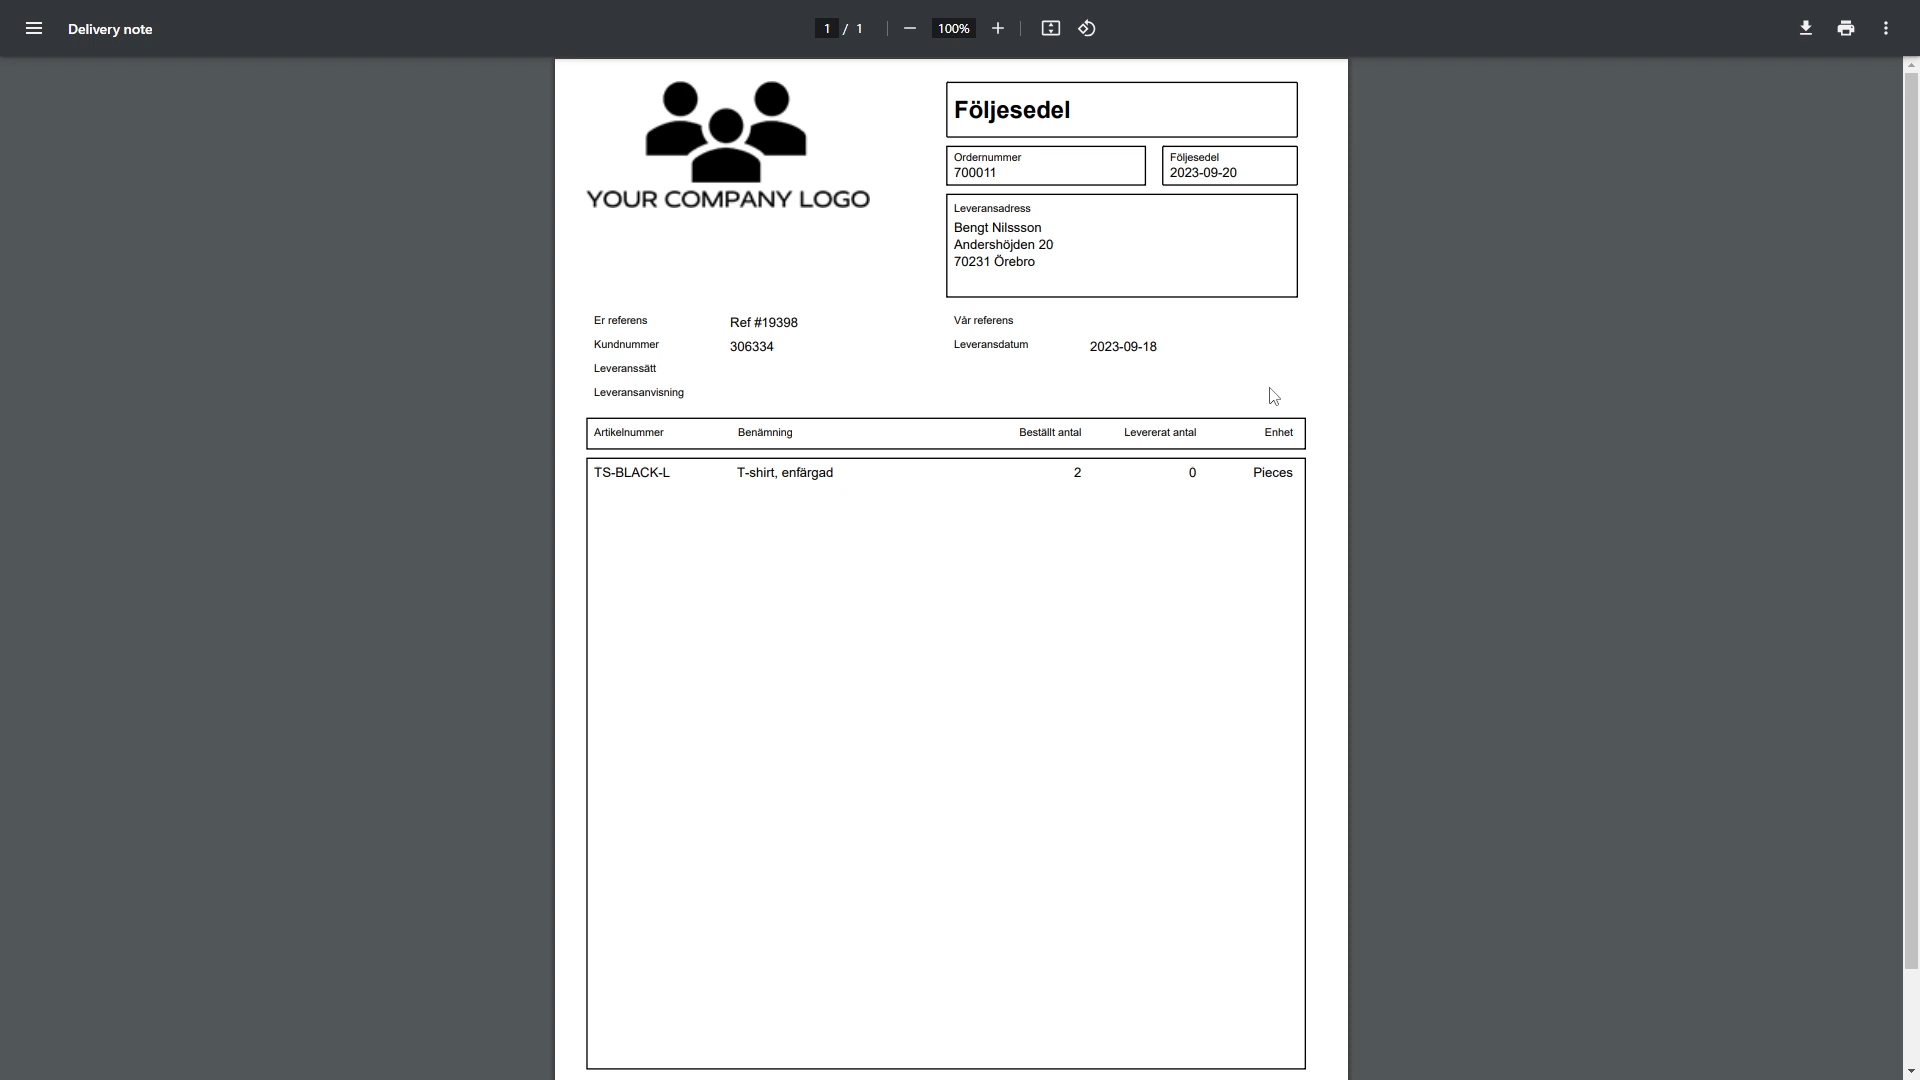 Delivery note
1 / 1
100%
YOUR COMPANY LOGO
Följesedel
Ordernummer
700011
Följesedel
2023-09-20
Leveransadress
Bengt Nilssson
Andershöjden 20
70231 Örebro
Er referens Ref #19398
Vår referens
Kundnummer 306334
Leveransdatum 2023-09-18
Leveranssätt
Leveransanvisning
Artikelnummer Benämning Beställt antal Levererat antal Enhet
TS-BLACK-L T-shirt, enfärgad 2 0 Pieces